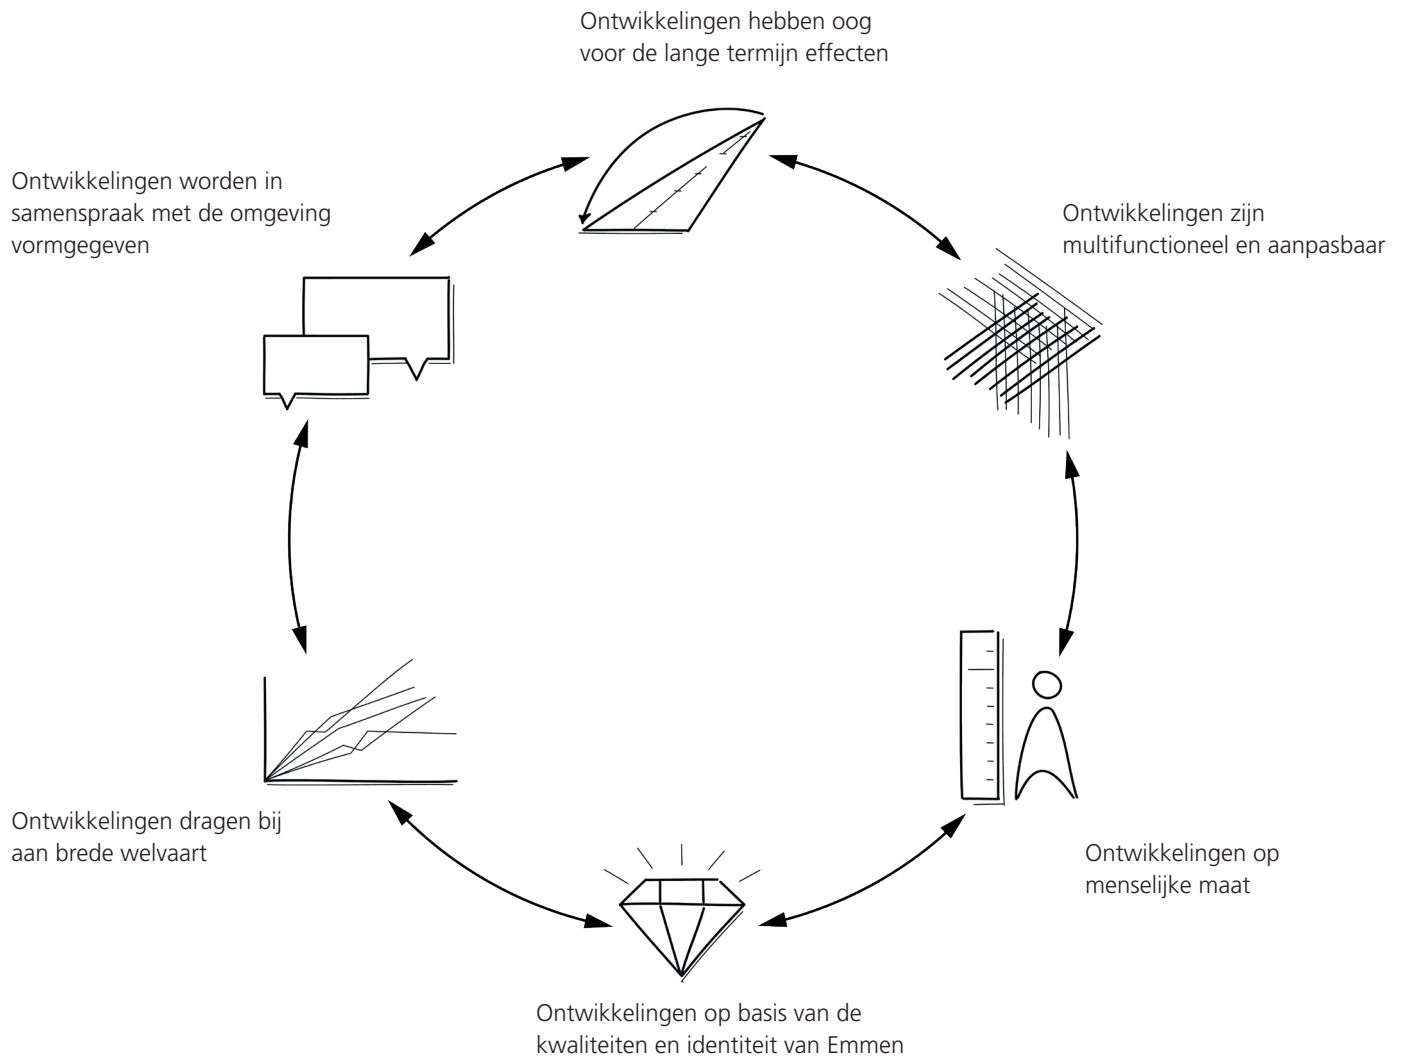 Ontwikkelingen hebben oog
voor de lange termijn effecten
Ontwikkelingen worden in
samenspraak met de omgeving
vormgegeven
Ontwikkelingen zijn
multifunctioneel en aanpasbaar
Ontwikkelingen dragen bij
aan brede welvaart
Ontwikkelingen op
menselijke maat
Ontwikkelingen op basis van de
kwaliteiten en identiteit van Emmen